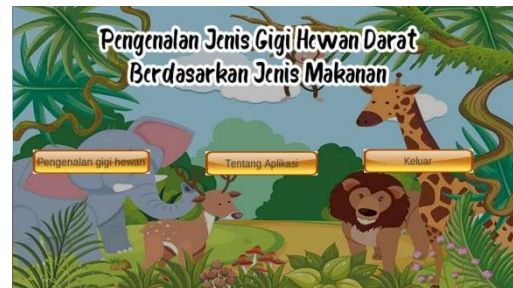 Pengenalan Jenis Gigi Hewan Darat
Berdasarkan Jenis Makanan
Pengenalan gigi hewan
Tentang Aplikasi
Keluar